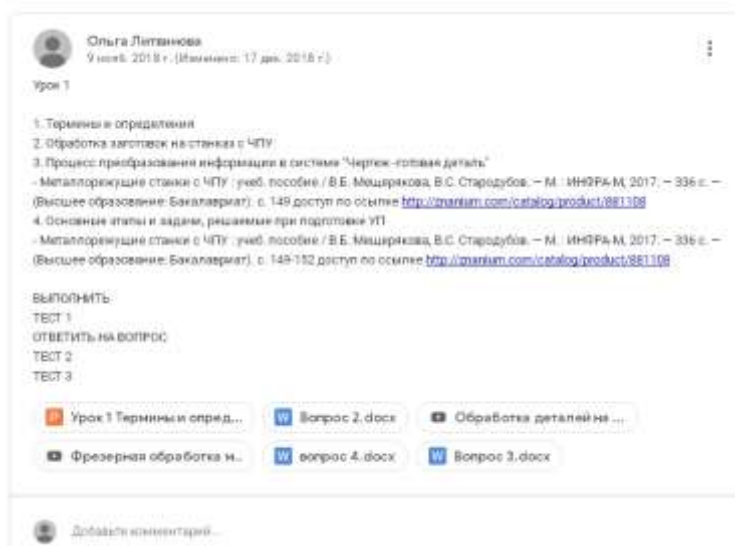 Ольга Литвинова
9 нояб. 2018 г. (Изменено: 17 дек. 2018 г.)
Урок 1
1. Термины и определения
2. Обработка заготовок на станках с ЧПУ
3. Процесс преобразования информации в системе "Чертеж -готовая деталь"
- Металлорежущие станки с ЧПУ : учеб. пособие / В.Б. Мещерякова, В.С. Стародубов. — М. : ИНФРА-М, 2017. — 336 с. —
(Высшее образование: Бакалавриат). с. 149 доступ по ссылке http://znanium.com/catalog/product/881108
4. Основные этапы и задачи, решаемые при подготовке УП
- Металлорежущие станки с ЧПУ : учеб. пособие / В.Б. Мещерякова, В.С. Стародубов. — М. : ИНФРА-М, 2017. — 336 с. —
(Высшее образование: Бакалавриат). с. 149-152 доступ по ссылке http://znanium.com/catalog/product/881108
ВЫПОЛНИТЬ
ТЕСТ 1
ОТВЕТИТЬ НА ВОПРОС
ТЕСТ 2
ТЕСТ 3
Урок 1 Термины и опред... Вопрос 2.docx Обработка деталей на ...
Фрезерная обработка м... вопрос 4.docx Вопрос 3.docx
Добавьте комментарий...